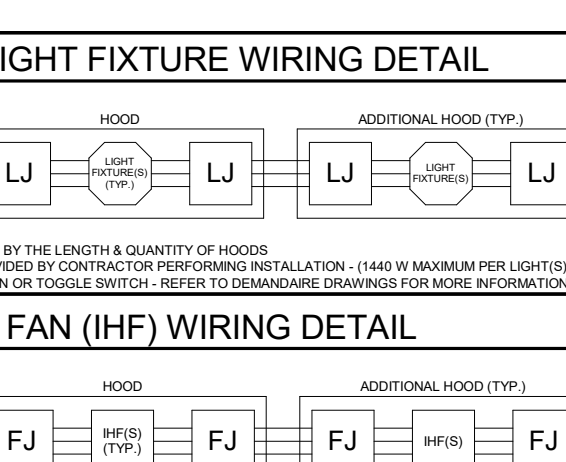 IGHT FIXTURE WIRING DETAIL
HOOD
ADDITIONAL HOOD (TYP.)
LJ
LIGHT
FIXTURE(S)
(TYP.)
LJ
LJ
LIGHT
FIXTURE(S)
LJ
BY THE LENGTH & QUANTITY OF HOODS
VIDED BY CONTRACTOR PERFORMING INSTALLATION - (1440 W MAXIMUM PER LIGHT(S)
N OR TOGGLE SWITCH - REFER TO DEMANDAIRE DRAWINGS FOR MORE INFORMATION
FAN (IHF) WIRING DETAIL
HOOD
ADDITIONAL HOOD (TYP.)
FJ
IHF(S)
(TYP.)
FJ
FJ
IHF(S)
FJ